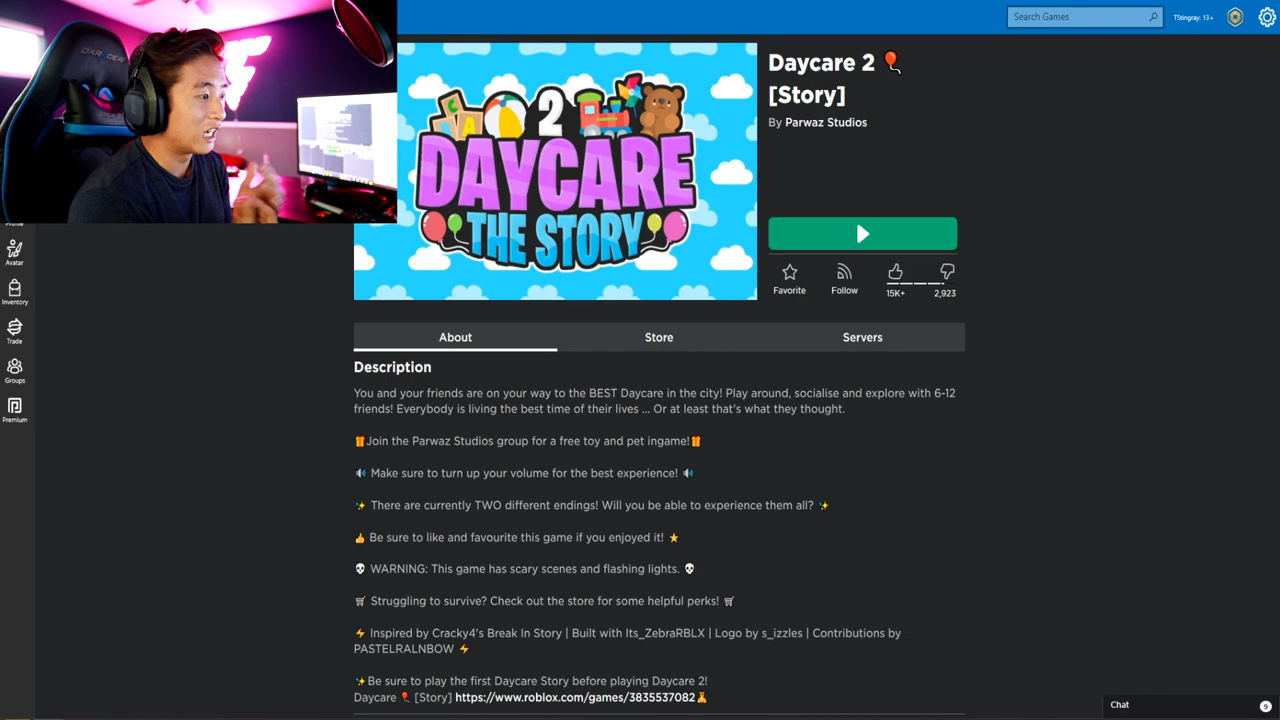 DXRACER
Search Games
TStingray: 13+
C
A
2
DAYCARE
THE STORY
Daycare 2 🎈
[Story]
By Parwaz Studios
Favorite
Follow
15K+
2,923
Avatar
Inventory
Trade
Groups
Premium
About
Store
Servers
Description
You and your friends are on your way to the BEST Daycare in the city! Play around, socialise and explore with 6-12
friends! Everybody is living the best time of their lives ... Or at least that's what they thought.
🎁Join the Parwaz Studios group for a free toy and pet ingame!🎁
🔊 Make sure to turn up your volume for the best experience! 🔊
✨ There are currently TWO different endings! Will you be able to experience them all? ✨
👍 Be sure to like and favourite this game if you enjoyed it! ⭐
💀 WARNING: This game has scary scenes and flashing lights. 💀
🛒 Struggling to survive? Check out the store for some helpful perks! 🛒
⚡ Inspired by Cracky4's Break In Story | Built with Its_ZebraRBLX | Logo by s_izzles | Contributions by
PASTELRALNBOW ⚡
✨Be sure to play the first Daycare Story before playing Daycare 2!
Daycare 🎈 [Story] https://www.roblox.com/games/3835537082🧸
Chat
9